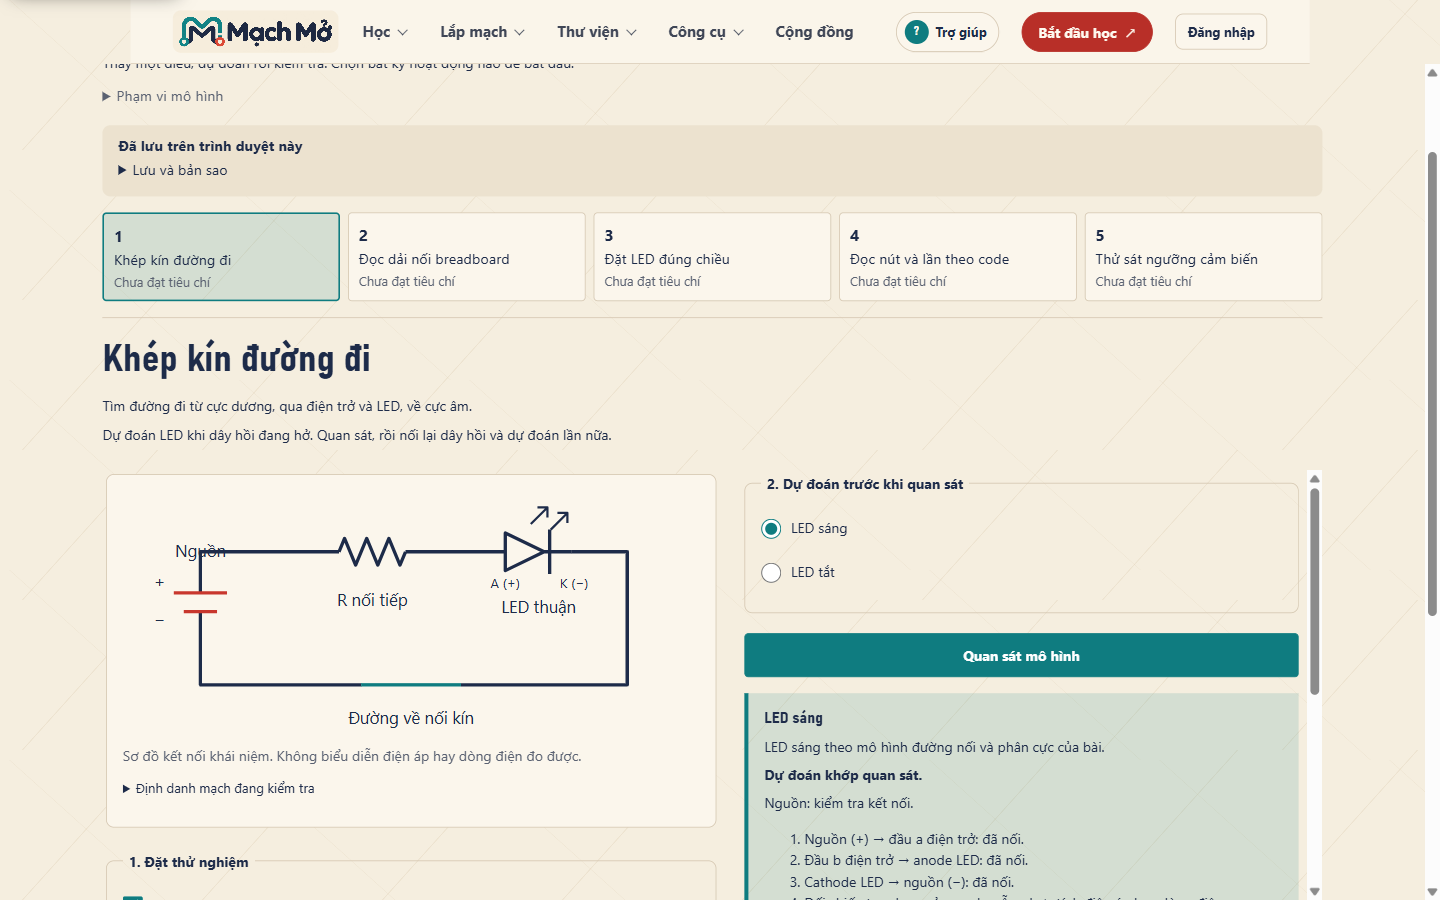 Mạch Mở
Học
Lắp mạch
Thư viện
Công cụ
Cộng đồng
? Trợ giúp
Bắt đầu học ↗
Đăng nhập
▶ Phạm vi mô hình
Đã lưu trên trình duyệt này
▶ Lưu và bản sao
1
Khép kín đường đi
Chưa đạt tiêu chí
2
Đọc dải nối breadboard
Chưa đạt tiêu chí
3
Đặt LED đúng chiều
Chưa đạt tiêu chí
4
Đọc nút và lần theo code
Chưa đạt tiêu chí
5
Thử sát ngưỡng cảm biến
Chưa đạt tiêu chí
Khép kín đường đi
Tìm đường đi từ cực dương, qua điện trở và LED, về cực âm.
Dự đoán LED khi dây hồi đang hở. Quan sát, rồi nối lại dây hồi và dự đoán lần nữa.
Nguồn
+
−
R nối tiếp
A (+)
K (−)
LED thuận
Đường về nối kín
Sơ đồ kết nối khái niệm. Không biểu diễn điện áp hay dòng điện đo được.
▶ Định danh mạch đang kiểm tra
1. Đặt thử nghiệm
2. Dự đoán trước khi quan sát
LED sáng
LED tắt
Quan sát mô hình
LED sáng
LED sáng theo mô hình đường nối và phân cực của bài.
Dự đoán khớp quan sát.
Nguồn: kiểm tra kết nối.
1. Nguồn (+) → đầu a điện trở: đã nối.
2. Đầu b điện trở → anode LED: đã nối.
3. Cathode LED → nguồn (−): đã nối.